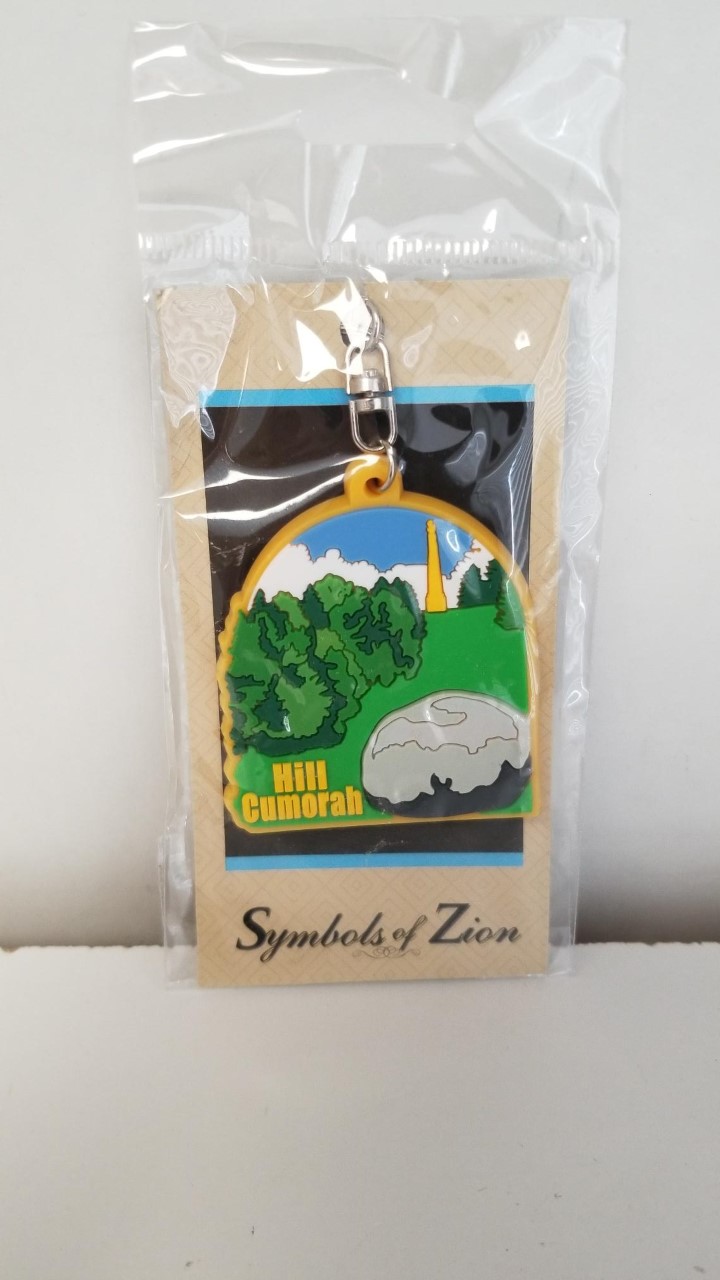 Hill
Cumorah
Symbols of Zion